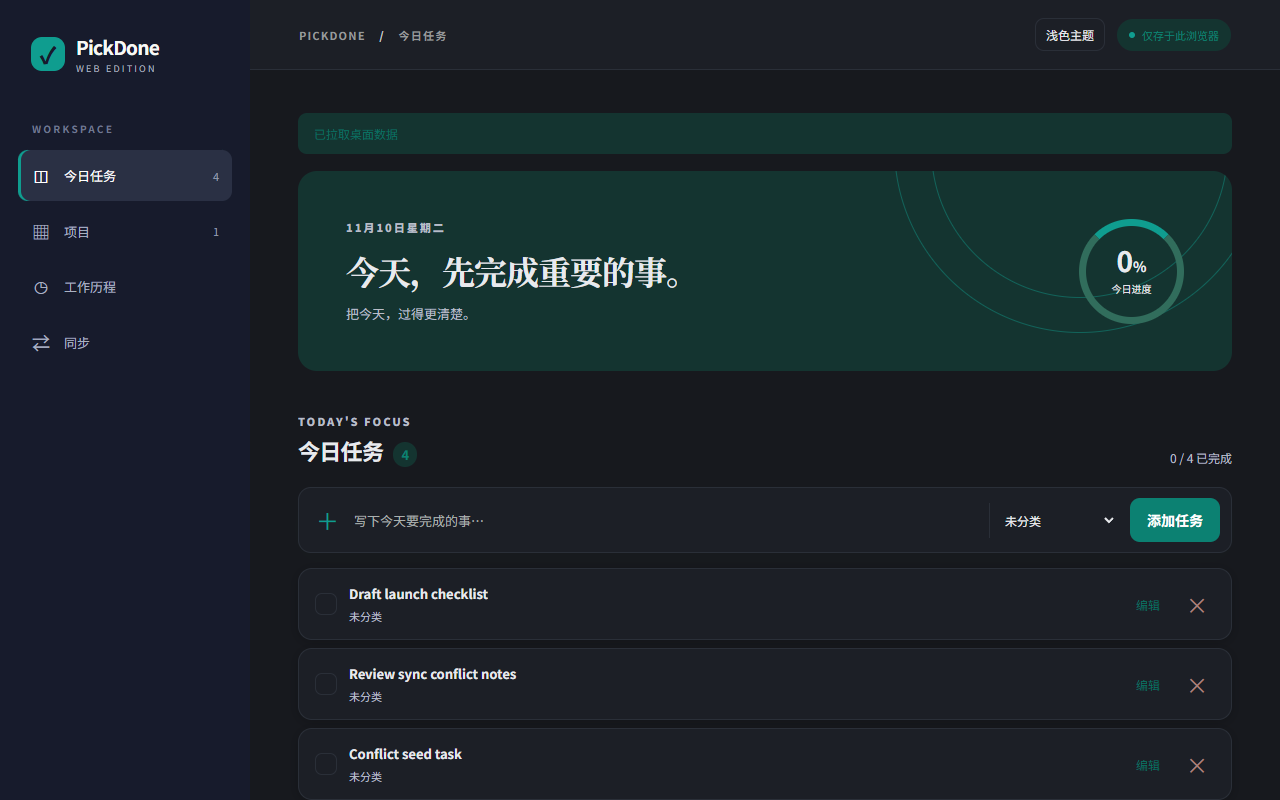 PickDone
WEB EDITION
WORKSPACE
今日任务 4
项目 1
工作历程
同步
PICKDONE / 今日任务
浅色主题
仅存于此浏览器
已拉取桌面数据
11月10日星期二
今天，先完成重要的事。
把今天，过得更清楚。
0%
今日进度
TODAY'S FOCUS
今日任务 4
0 / 4 已完成
写下今天要完成的事…
未分类
添加任务
Draft launch checklist
未分类
编辑
Review sync conflict notes
未分类
编辑
Conflict seed task
未分类
编辑